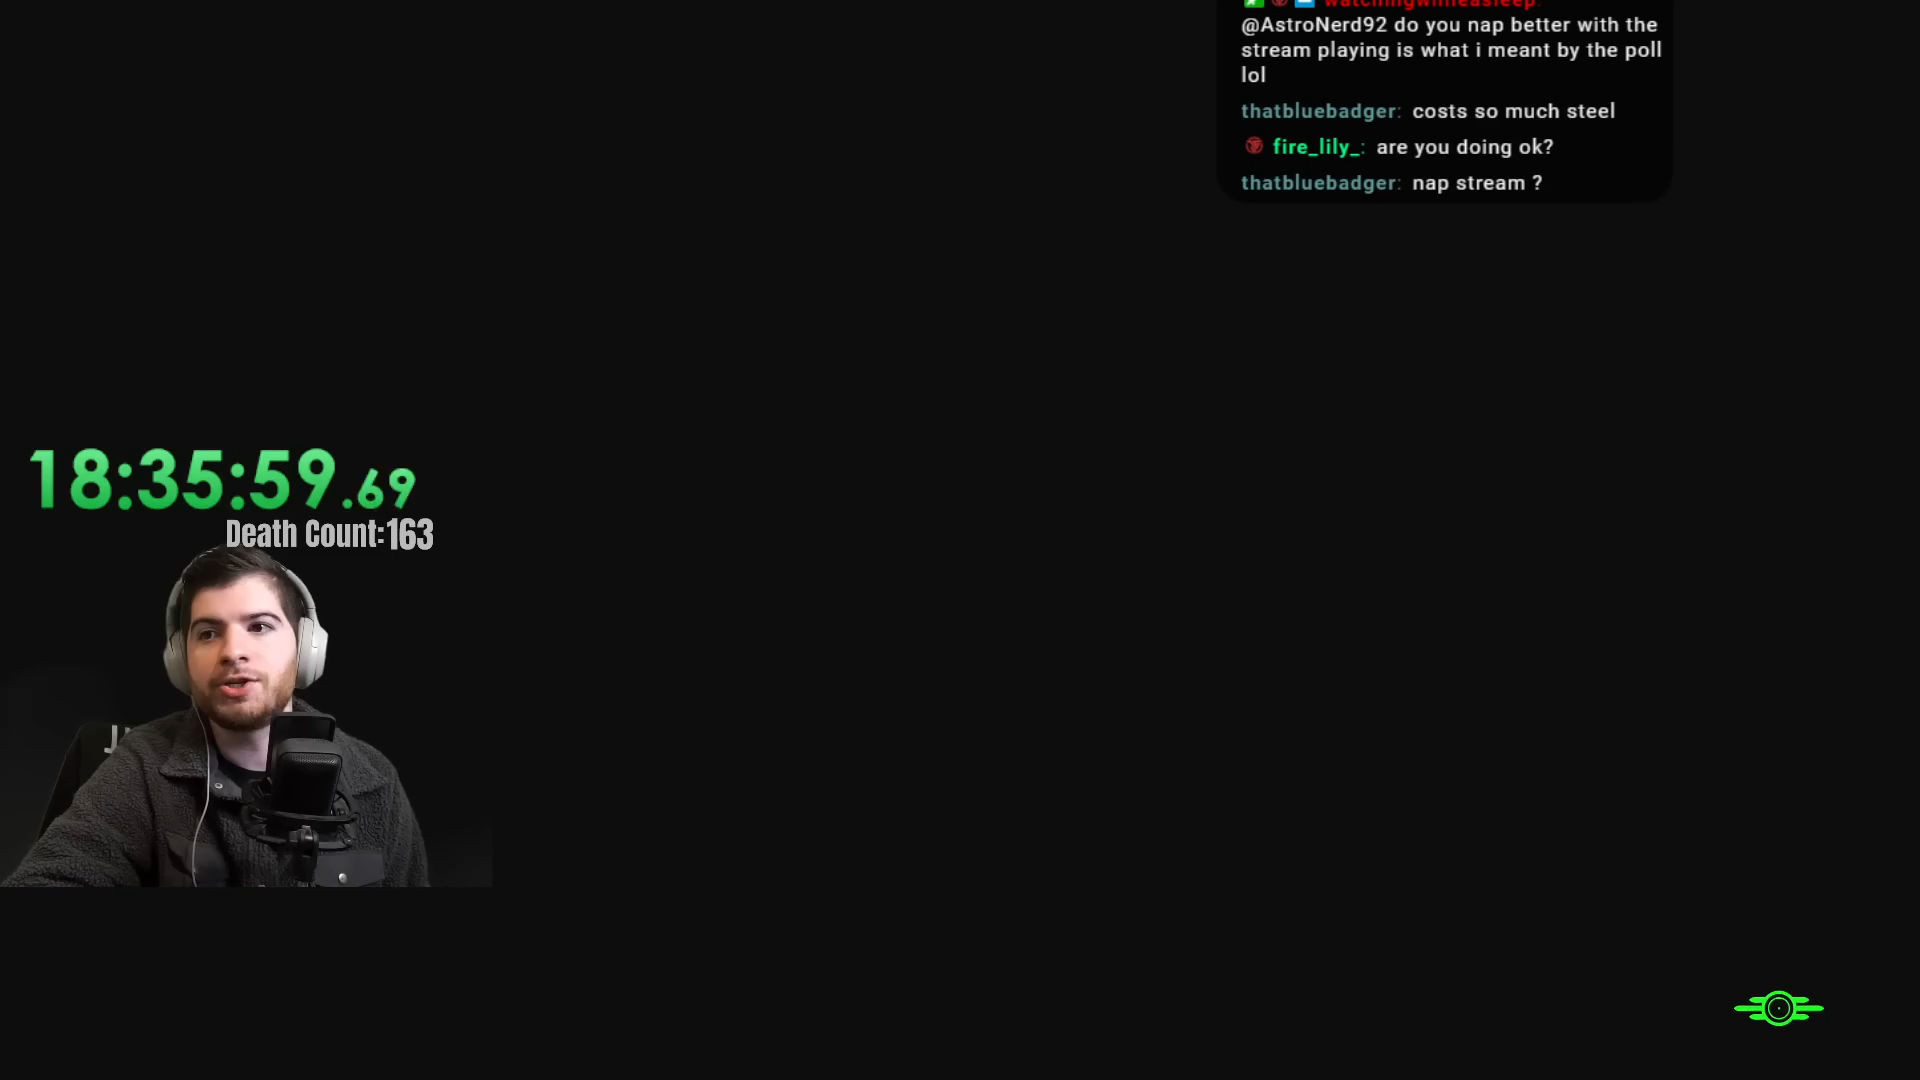 watchingwhileasleep:
@AstroNerd92 do you nap better with the
stream playing is what i meant by the poll
lol
thatbluebadger: costs so much steel
fire_lily_: are you doing ok?
thatbluebadger: nap stream ?
18:35:59.69
Death Count:163